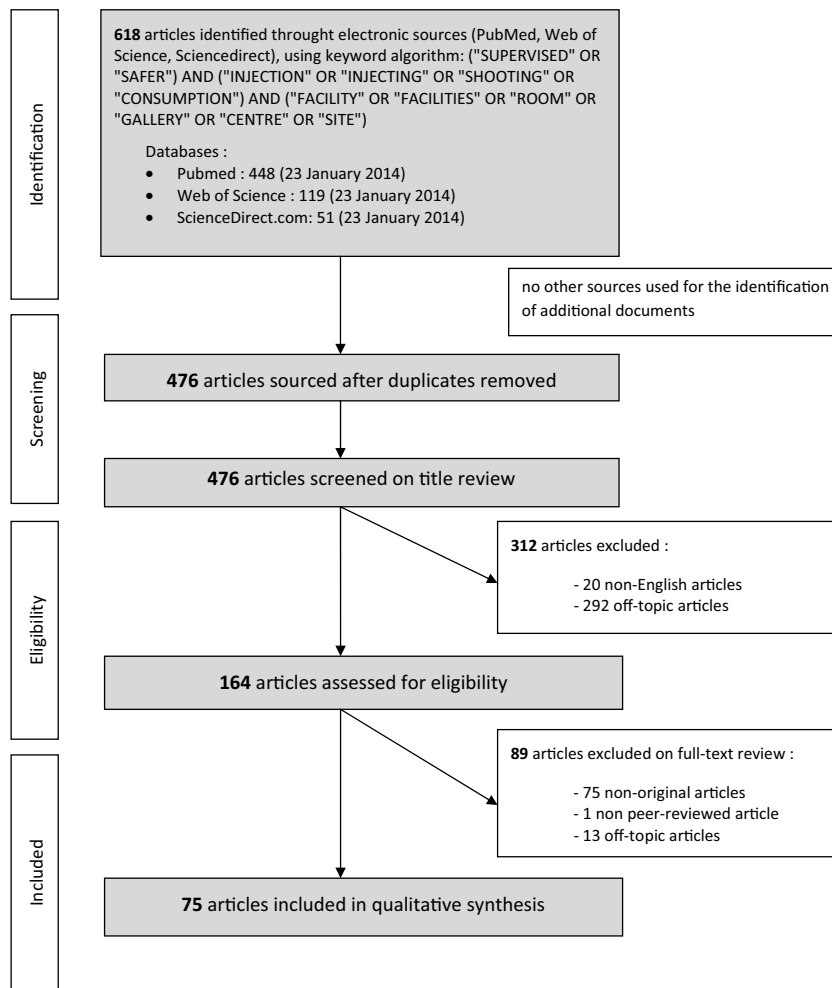 Identification
618 articles identified throught electronic sources (PubMed, Web of
Science, Sciencedirect), using keyword algorithm: ("SUPERVISED" OR
"SAFER") AND ("INJECTION" OR "INJECTING" OR "SHOOTING" OR
"CONSUMPTION") AND ("FACILITY" OR "FACILITIES" OR "ROOM" OR
"GALLERY" OR "CENTRE" OR "SITE")
Databases :
• Pubmed : 448 (23 January 2014)
• Web of Science : 119 (23 January 2014)
• ScienceDirect.com: 51 (23 January 2014)
no other sources used for the identification
of additional documents
Screening
476 articles sourced after duplicates removed
476 articles screened on title review
Eligibility
312 articles excluded :
- 20 non-English articles
- 292 off-topic articles
164 articles assessed for eligibility
Included
89 articles excluded on full-text review :
- 75 non-original articles
- 1 non peer-reviewed article
- 13 off-topic articles
75 articles included in qualitative synthesis